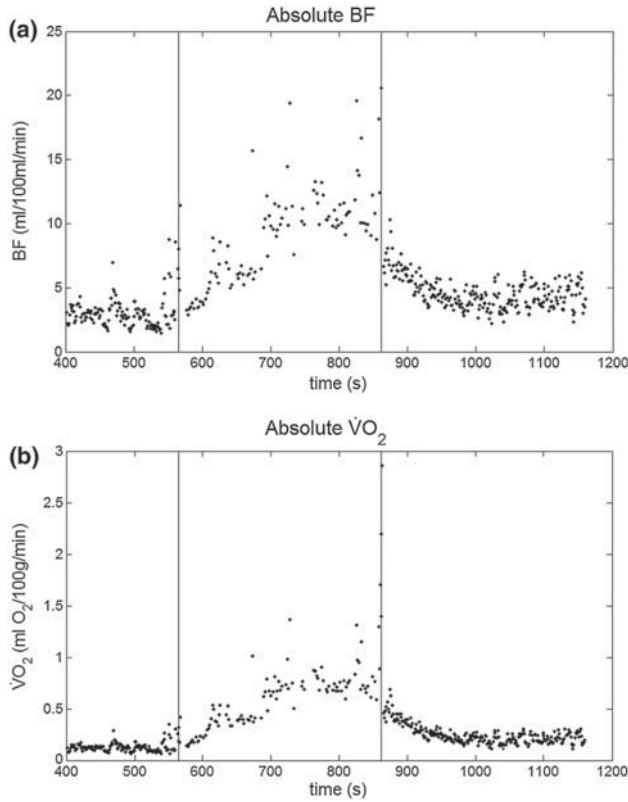 (a)
Absolute BF
BF (ml/100ml/min)
25
20
15
10
5
0
400 500 600 700 800 900 1000 1100 1200
time (s)
(b)
Absolute V̇O₂
V̇O₂ (ml O₂/100g/min)
3
2.5
2
1.5
1
0.5
0
400 500 600 700 800 900 1000 1100 1200
time (s)